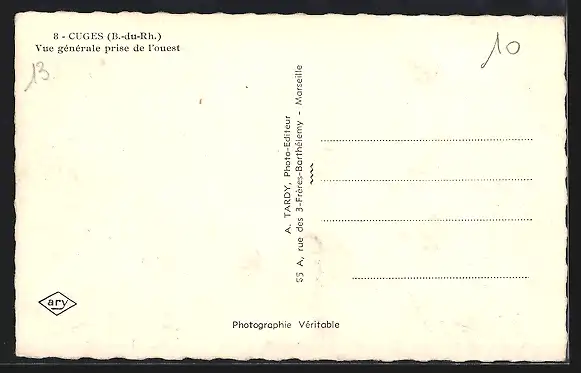 8 - CUGES (B.-du-Rh.)
Vue générale prise de l'ouest
13
10
A. TARDY, Photo-Editeur
55 A, rue des 3-Frères-Barthélemy - Marseille
ary
Photographie Véritable